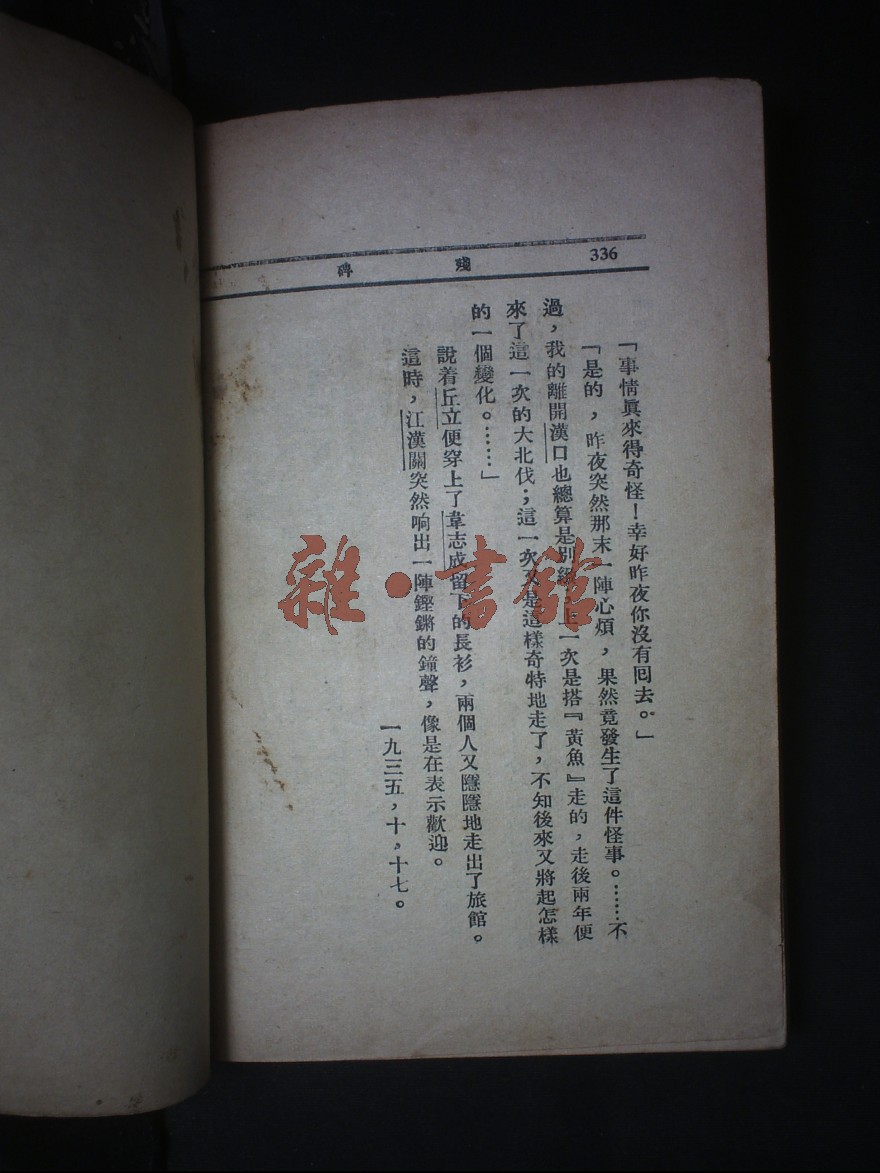 336
殘碑
「事情眞來得奇怪！幸好昨夜你沒有囘去。」
「是的，昨夜突然那末一陣心煩，果然竟發生了這件怪事。……不
過，我的離開漢口也總算是別緻，上一次是搭『黃魚』走的，走後兩年便
來了這一次的大北伐；這一次又是這樣奇特地走了，不知後來又將起怎樣
的一個變化。……」
說着丘立便穿上了韋志成留下的長衫，兩個人又隱隱地走出了旅館。
這時，江漢關突然响出一陣鏗鏘的鐘聲，像是在表示歡迎。
一九三五，十，十七。
雜·書館